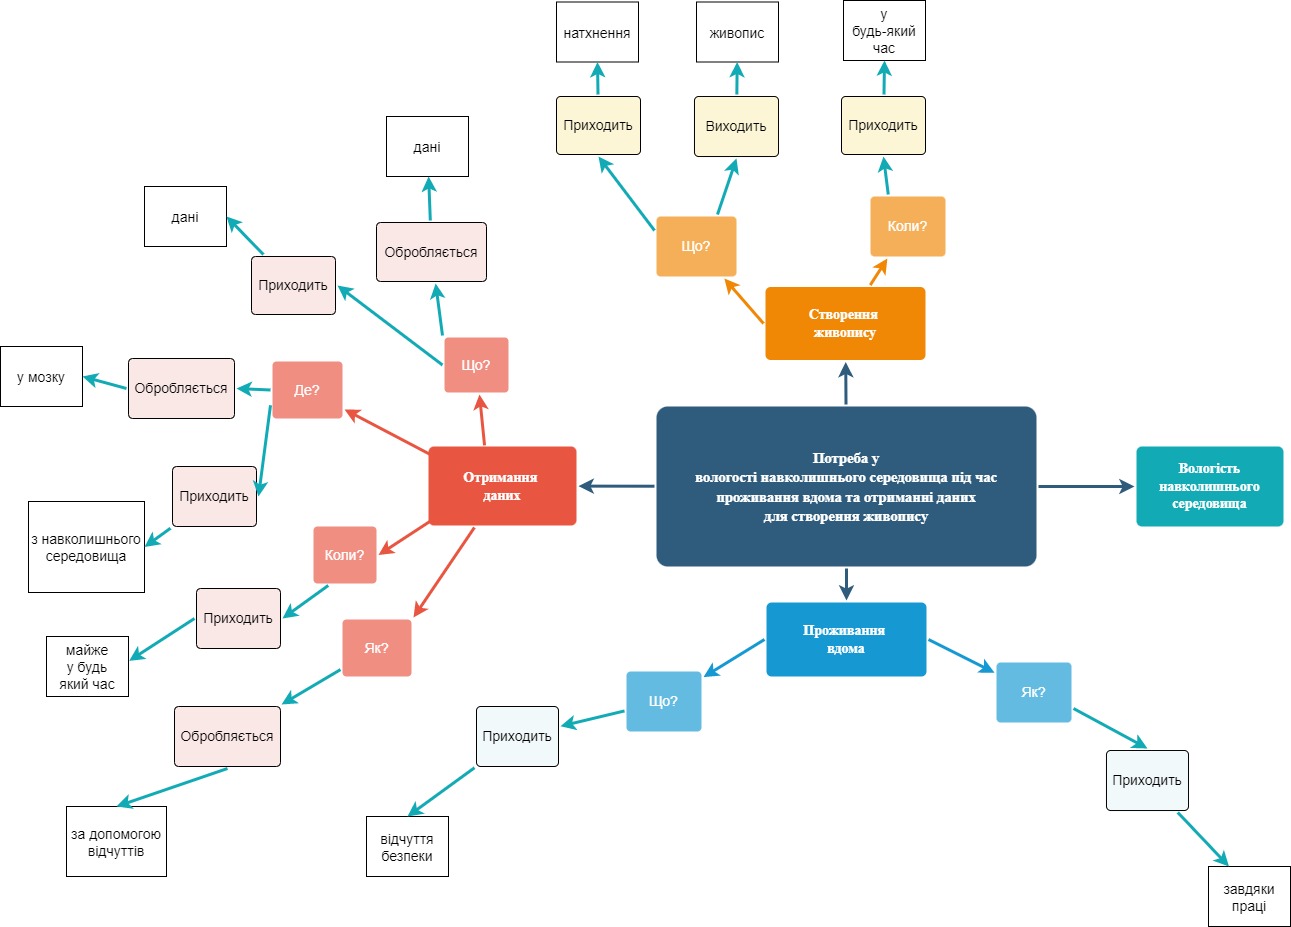 натхнення
живопис
у
будь-який
час
Приходить
Виходить
Приходить
дані
дані
Обробляється
Приходить
Що?
Коли?
Створення
живопису
у мозку
Обробляється
Де?
Що?
Приходить
з навколишнього
середовища
Отримання
даних
Потреба у
вологості навколишнього середовища під час
проживання вдома та отриманні даних
для створення живопису
Вологість
навколишнього
середовища
Коли?
Приходить
майже
у будь
який час
Як?
Обробляється
за допомогою
відчуттів
Проживання
вдома
Що?
Приходить
відчуття
безпеки
Як?
Приходить
завдяки
праці